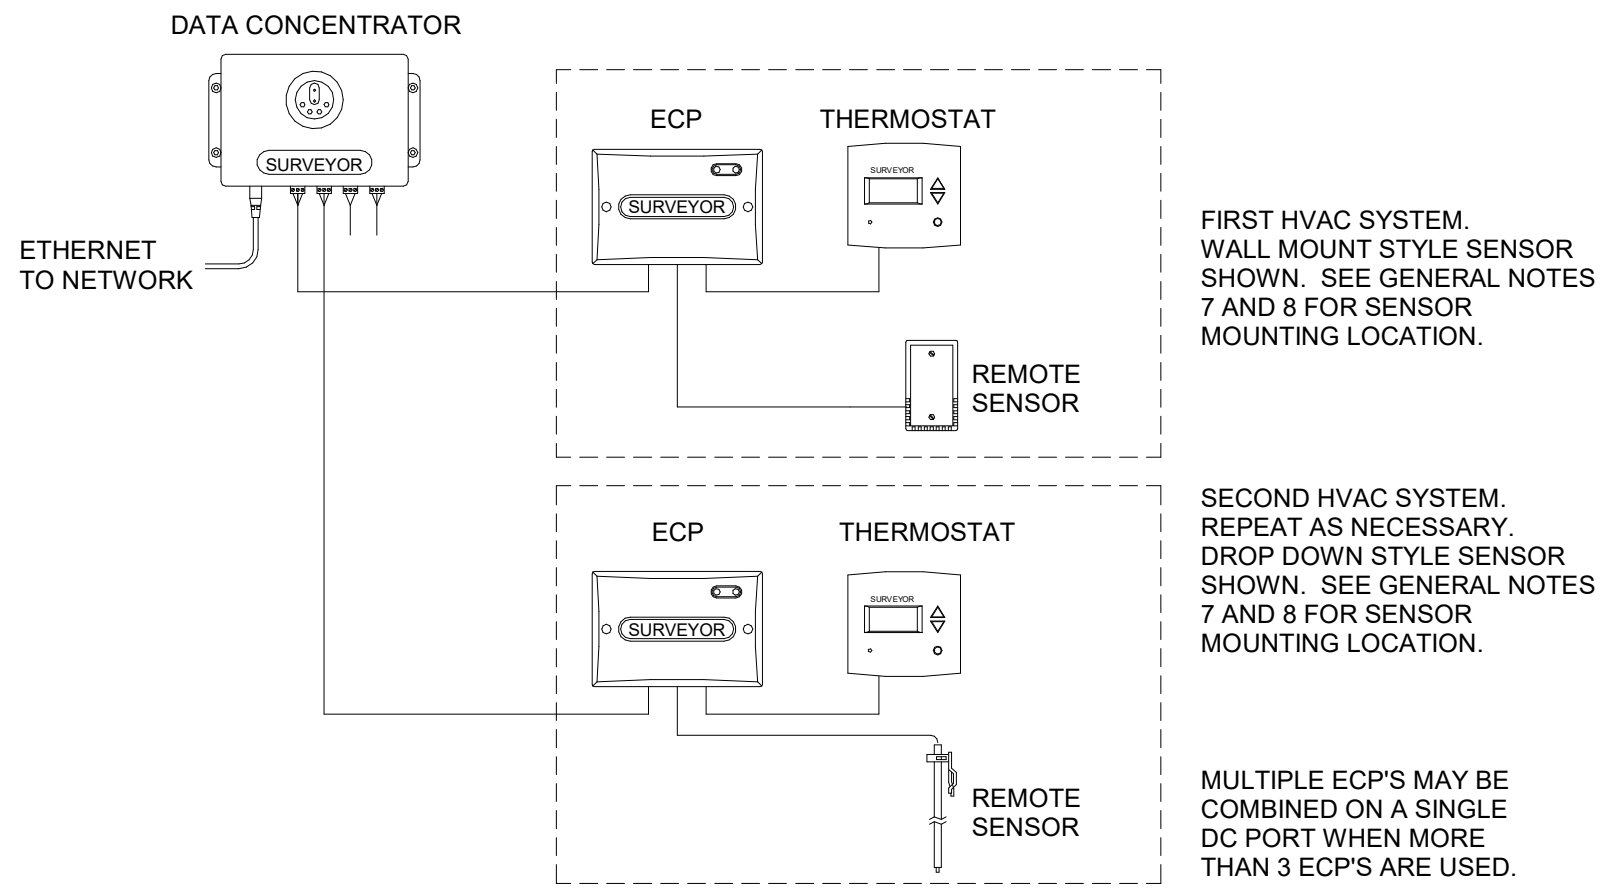 DATA CONCENTRATOR
SURVEYOR
ETHERNET
TO NETWORK
ECP
THERMOSTAT
SURVEYOR
SURVEYOR
REMOTE
SENSOR
FIRST HVAC SYSTEM.
WALL MOUNT STYLE SENSOR
SHOWN.  SEE GENERAL NOTES
7 AND 8 FOR SENSOR
MOUNTING LOCATION.
ECP
THERMOSTAT
SURVEYOR
SURVEYOR
REMOTE
SENSOR
SECOND HVAC SYSTEM.
REPEAT AS NECESSARY.
DROP DOWN STYLE SENSOR
SHOWN.  SEE GENERAL NOTES
7 AND 8 FOR SENSOR
MOUNTING LOCATION.
MULTIPLE ECP'S MAY BE
COMBINED ON A SINGLE
DC PORT WHEN MORE
THAN 3 ECP'S ARE USED.